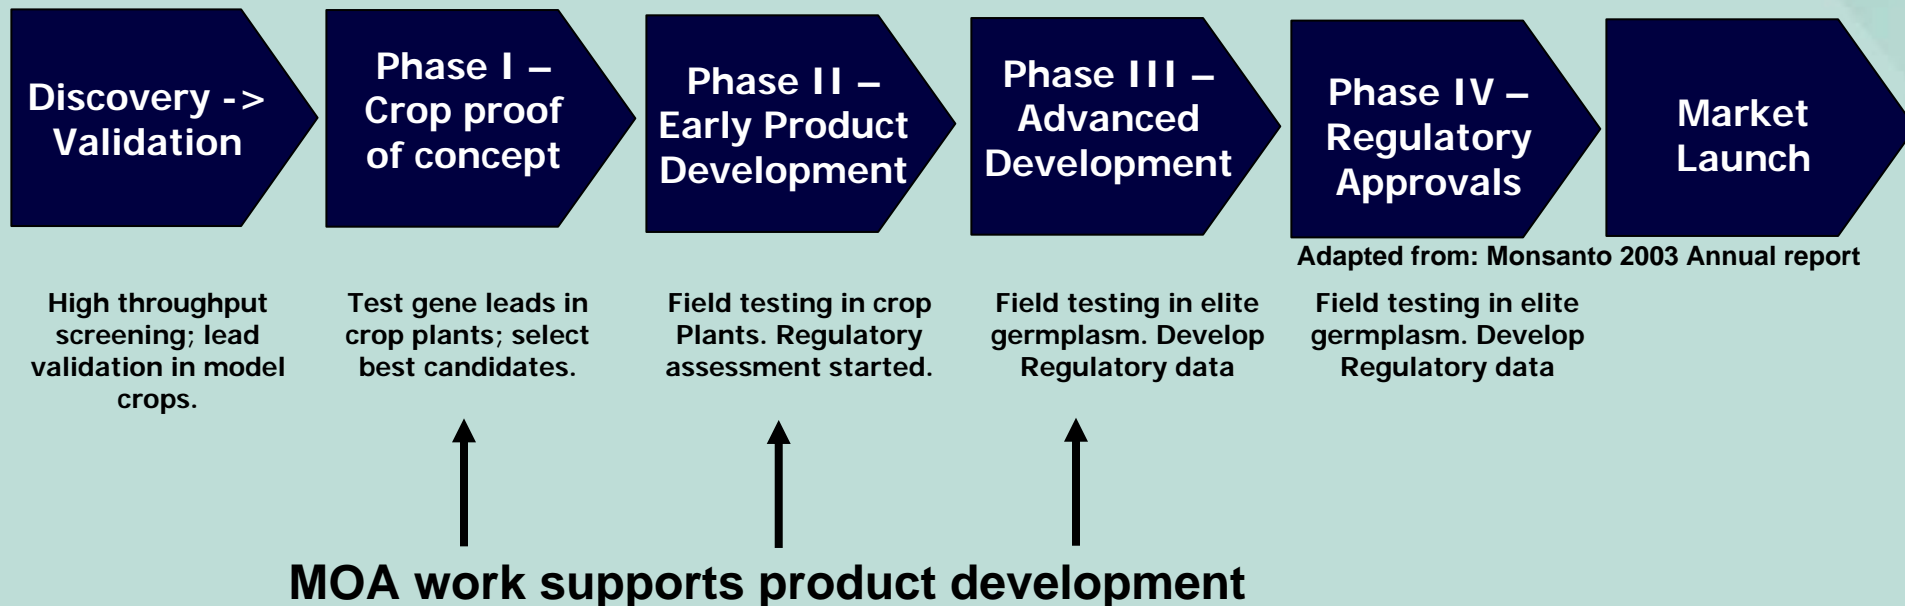 Discovery ->
Validation
Phase I –
Crop proof
of concept
Phase II –
Early Product
Development
Phase III –
Advanced
Development
Phase IV –
Regulatory
Approvals
Market
Launch
Adapted from: Monsanto 2003 Annual report
High throughput
screening; lead
validation in model
crops.
Test gene leads in
crop plants; select
best candidates.
Field testing in crop
Plants. Regulatory
assessment started.
Field testing in elite
germplasm. Develop
Regulatory data
Field testing in elite
germplasm. Develop
Regulatory data
MOA work supports product development